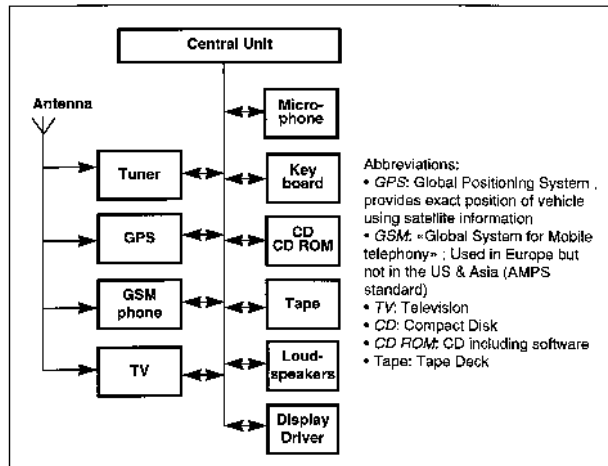 Central Unit
Antenna
Micro-
phone
Tuner
Key
board
GPS
CD
CD ROM
GSM
phone
Tape
TV
Loud-
speakers
Display
Driver
Abbreviations:
• GPS: Global Positioning System ,
provides exact position of vehicle
using satellite information
• GSM: «Global System for Mobile
telephony» ; Used in Europe but
not in the US & Asia (AMPS
standard)
• TV: Television
• CD: Compact Disk
• CD ROM: CD including software
• Tape: Tape Deck